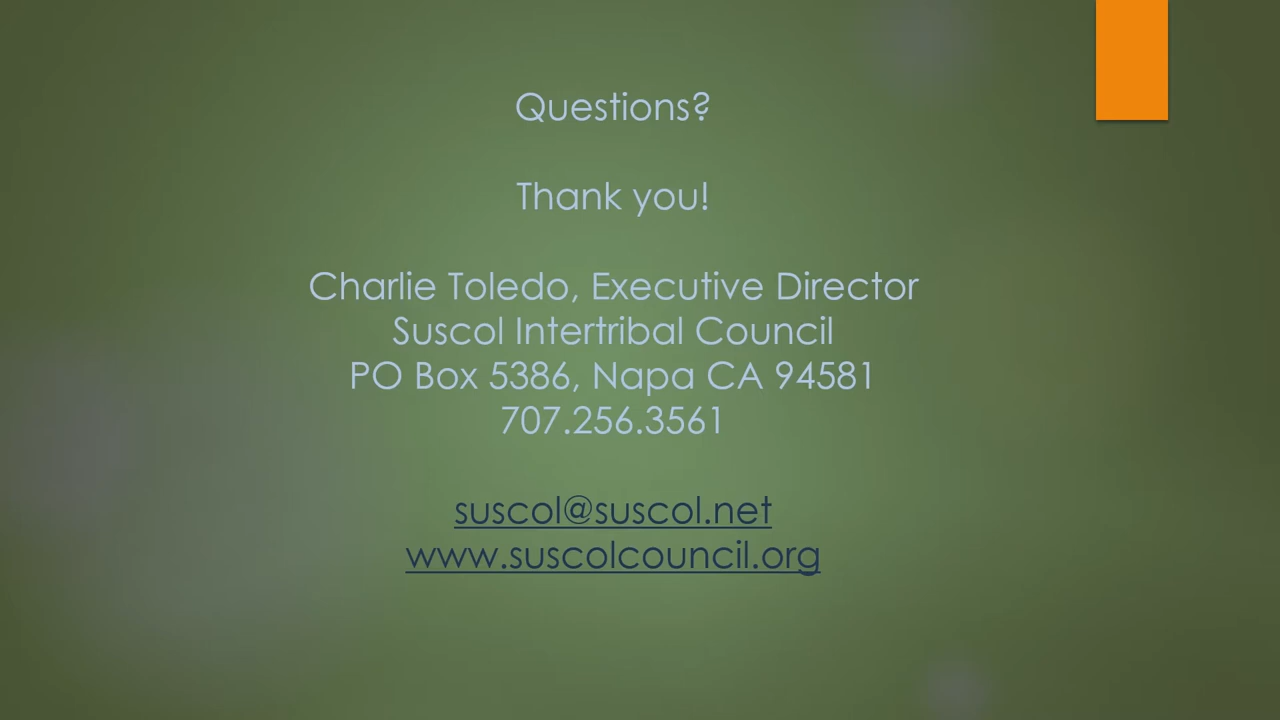 Questions?
Thank you!
Charlie Toledo, Executive Director
Suscol Intertribal Council
PO Box 5386, Napa CA 94581
707.256.3561
suscol@suscol.net
www.suscolcouncil.org